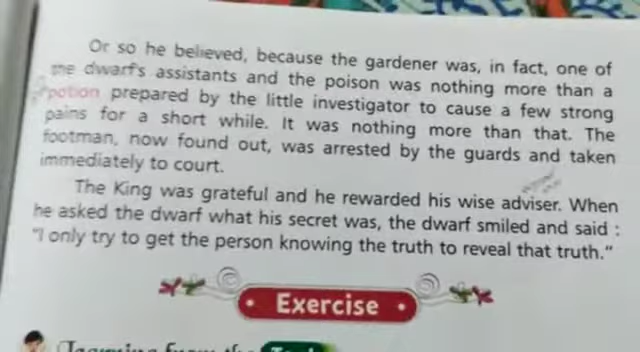 Or so he believed, because the gardener was, in fact, one of
the dwarf's assistants and the poison was nothing more than a
potion prepared by the little investigator to cause a few strong
pains for a short while. It was nothing more than that. The
footman, now found out, was arrested by the guards and taken
immediately to court.
The King was grateful and he rewarded his wise adviser. When
he asked the dwarf what his secret was, the dwarf smiled and said :
"I only try to get the person knowing the truth to reveal that truth."
Exercise
Learning from the Text